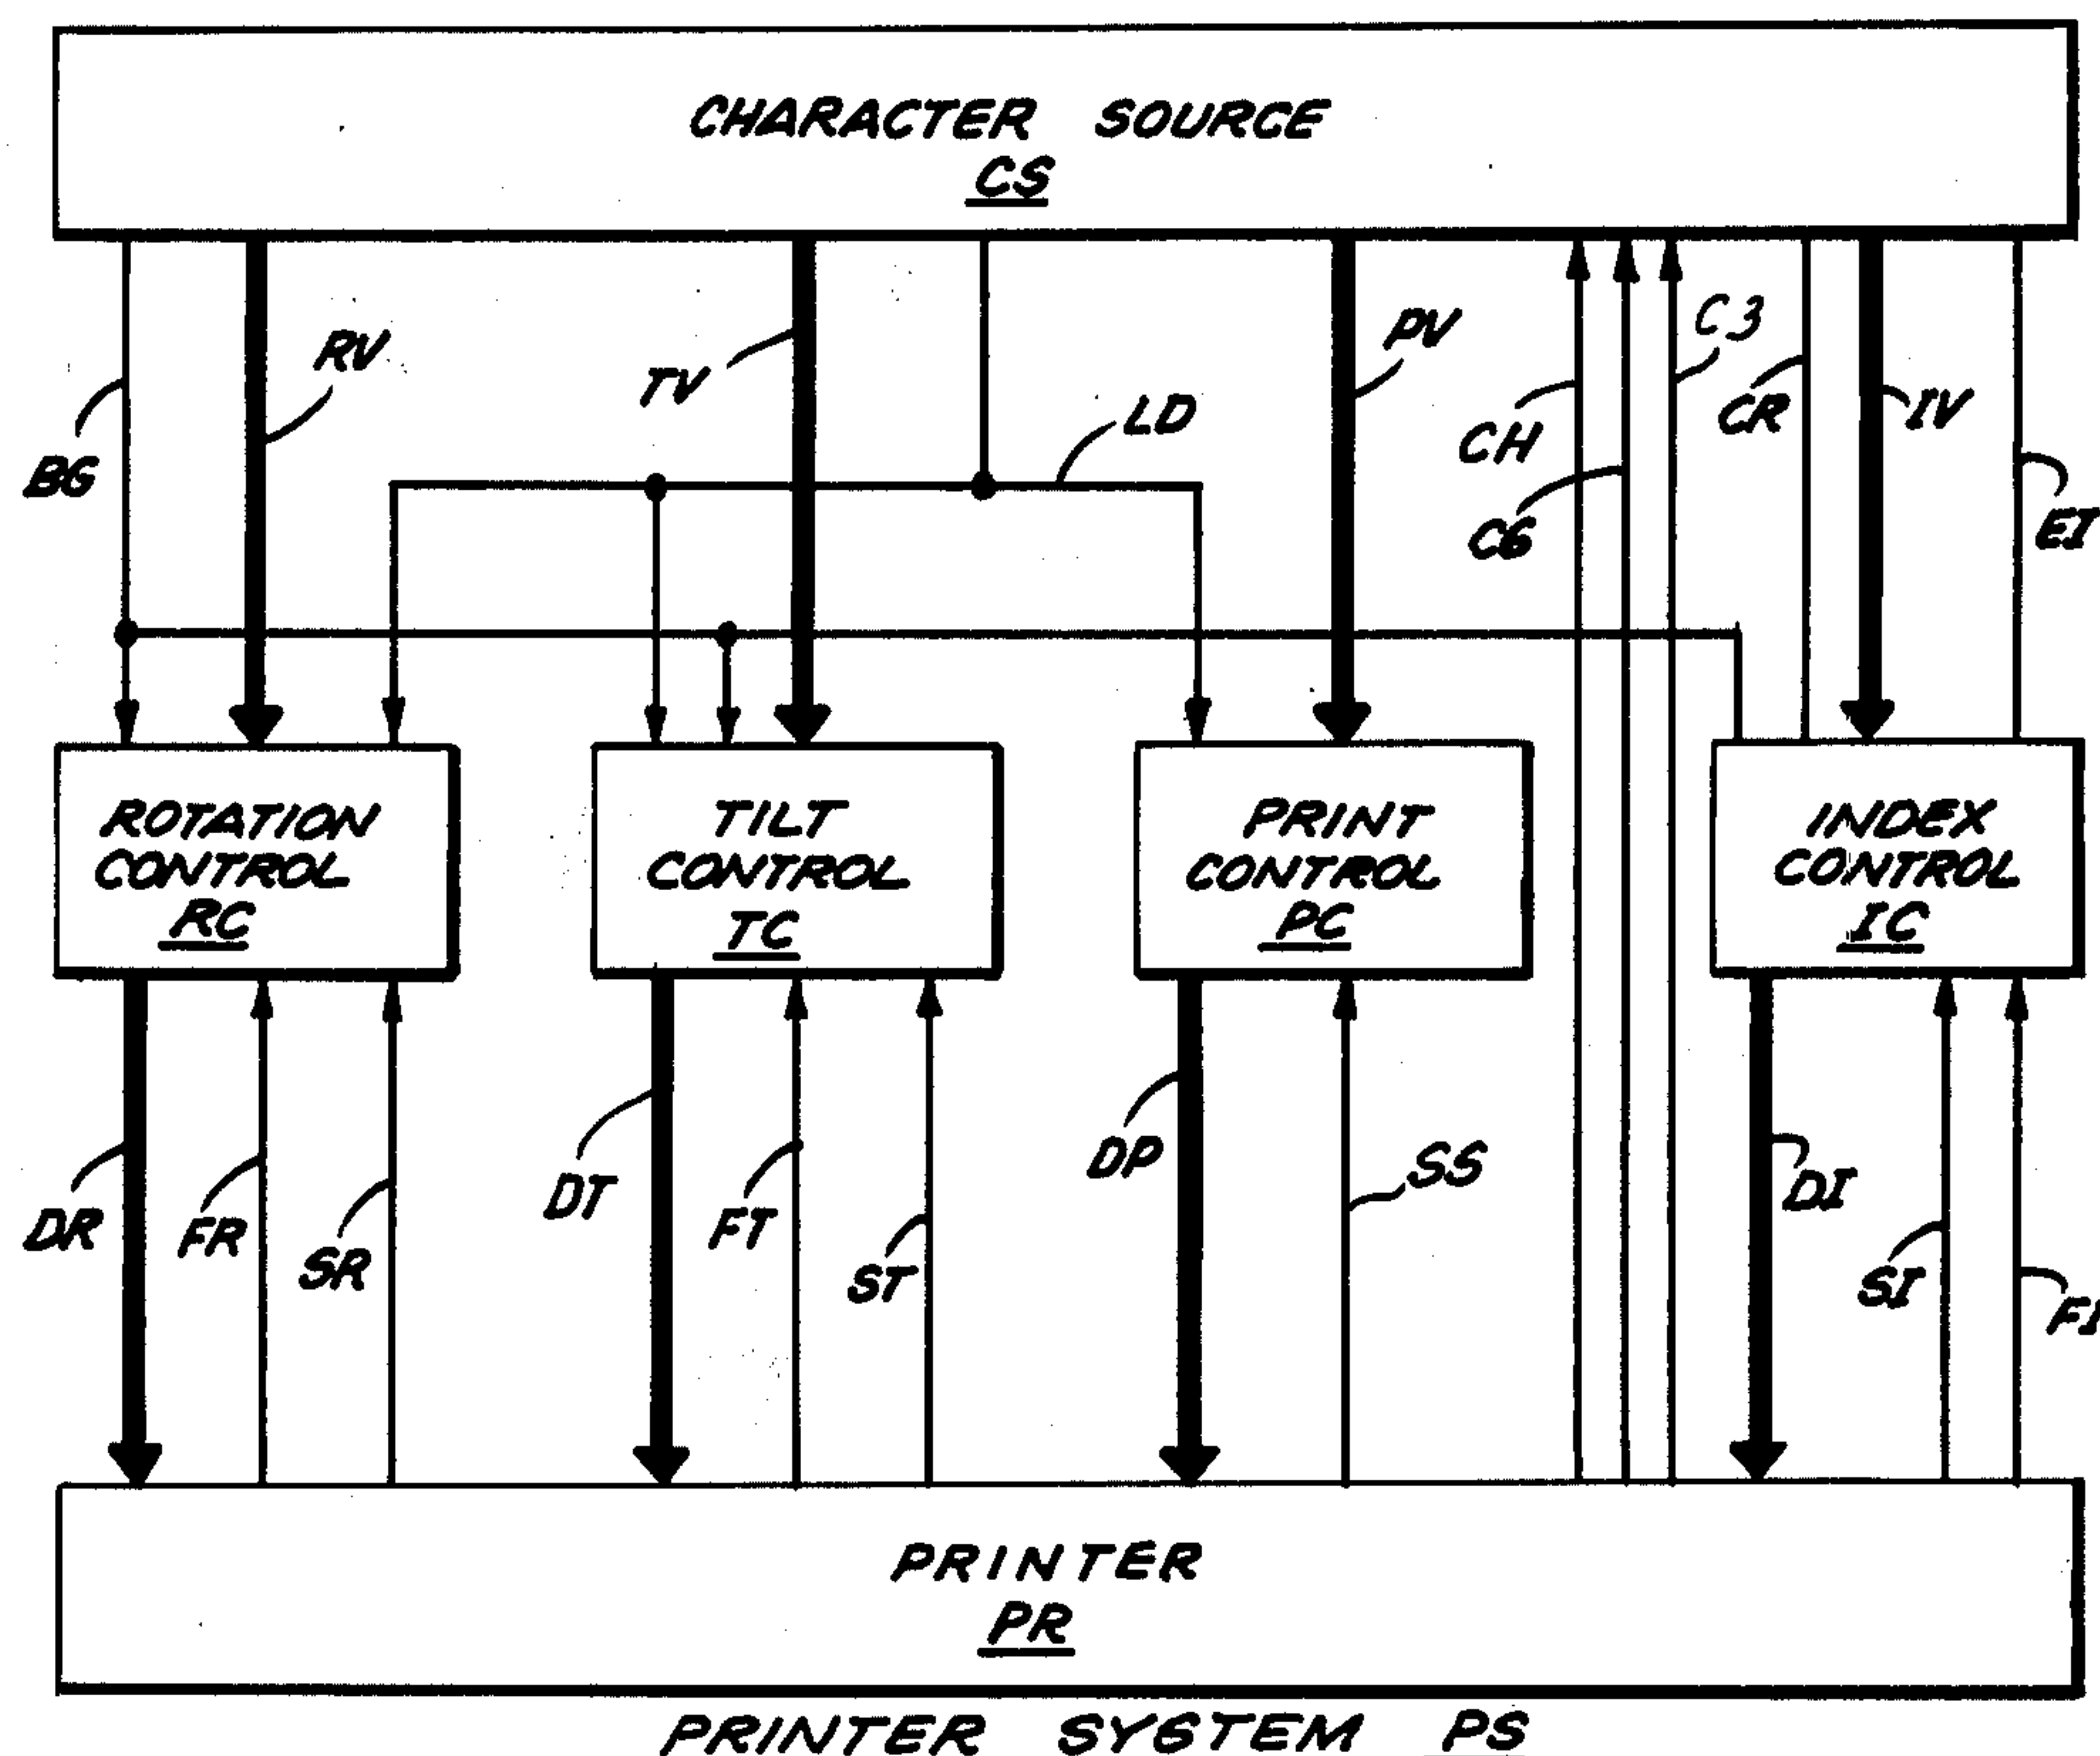 CHARACTER SOURCE
CS
BG
RV
TV
LD
PV
CH
C6
C3
CR
IV
EI
ROTATION
CONTROL
RC
TILT
CONTROL
TC
PRINT
CONTROL
PC
INDEX
CONTROL
IC
DR
FR
SR
DT
FT
ST
DP
SS
DI
SI
FI
PRINTER
PR
PRINTER SYSTEM PS